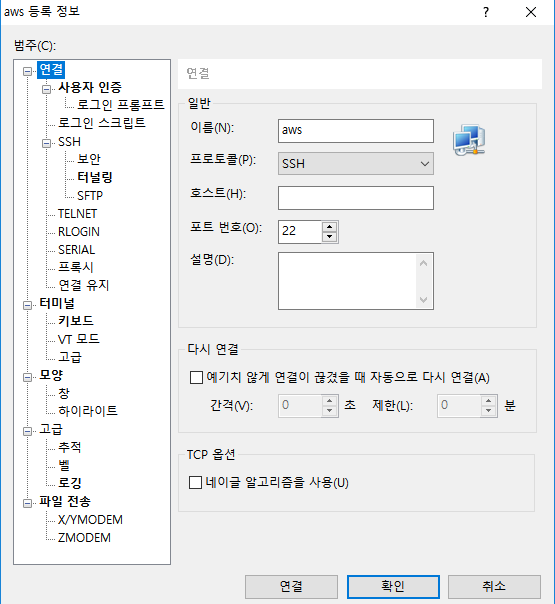 aws 등록 정보
범주(C):
연결
사용자 인증
로그인 프롬프트
로그인 스크립트
SSH
보안
터널링
SFTP
TELNET
RLOGIN
SERIAL
프록시
연결 유지
터미널
키보드
VT 모드
고급
모양
창
하이라이트
고급
추적
벨
로깅
파일 전송
X/YMODEM
ZMODEM
연결
일반
이름(N): aws
프로토콜(P): SSH
호스트(H):
포트 번호(O): 22
설명(D):
다시 연결
예기치 않게 연결이 끊겼을 때 자동으로 다시 연결(A)
간격(V): 0 초 제한(L): 0 분
TCP 옵션
네이글 알고리즘을 사용(U)
연결 확인 취소